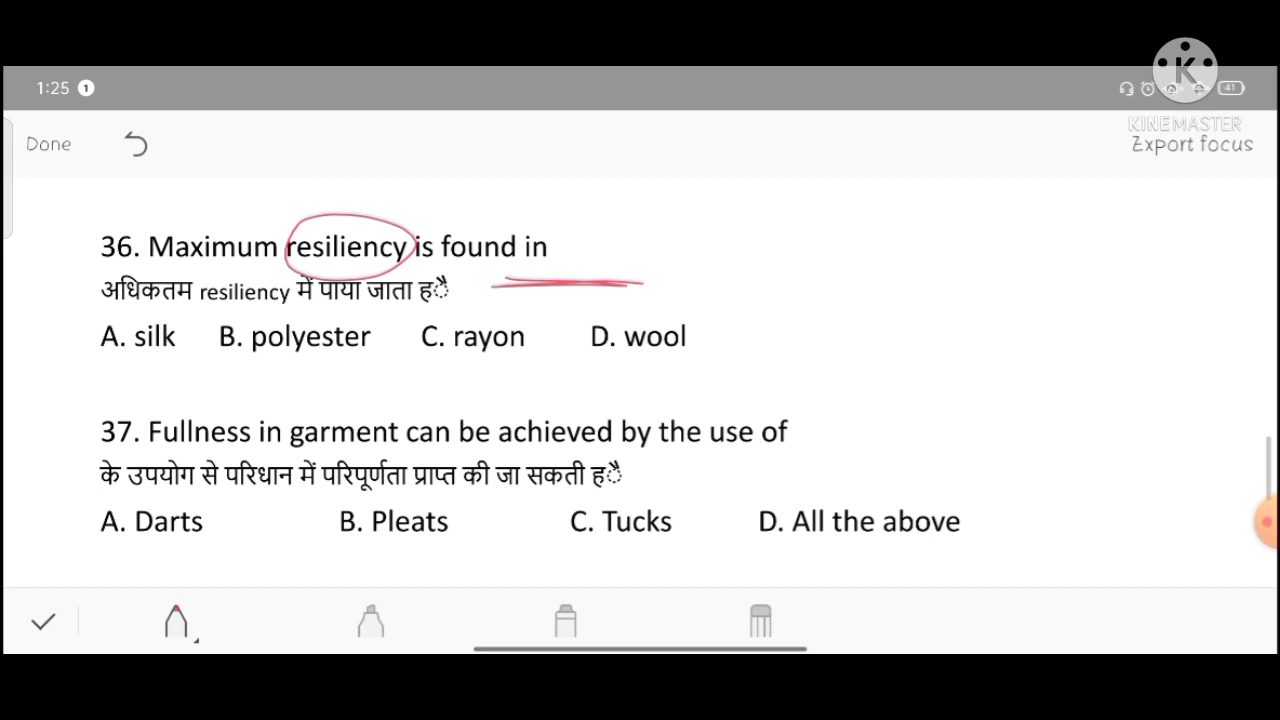 1:25 1
41
K
KINEMASTER
Done
Export focus
36. Maximum resiliency is found in
अधिकतम resiliency में पाया जाता हैै
A. silk B. polyester C. rayon D. wool
37. Fullness in garment can be achieved by the use of
के उपयोग से परिधान में परिपूर्णता प्राप्त की जा सकती हैै
A. Darts B. Pleats C. Tucks D. All the above